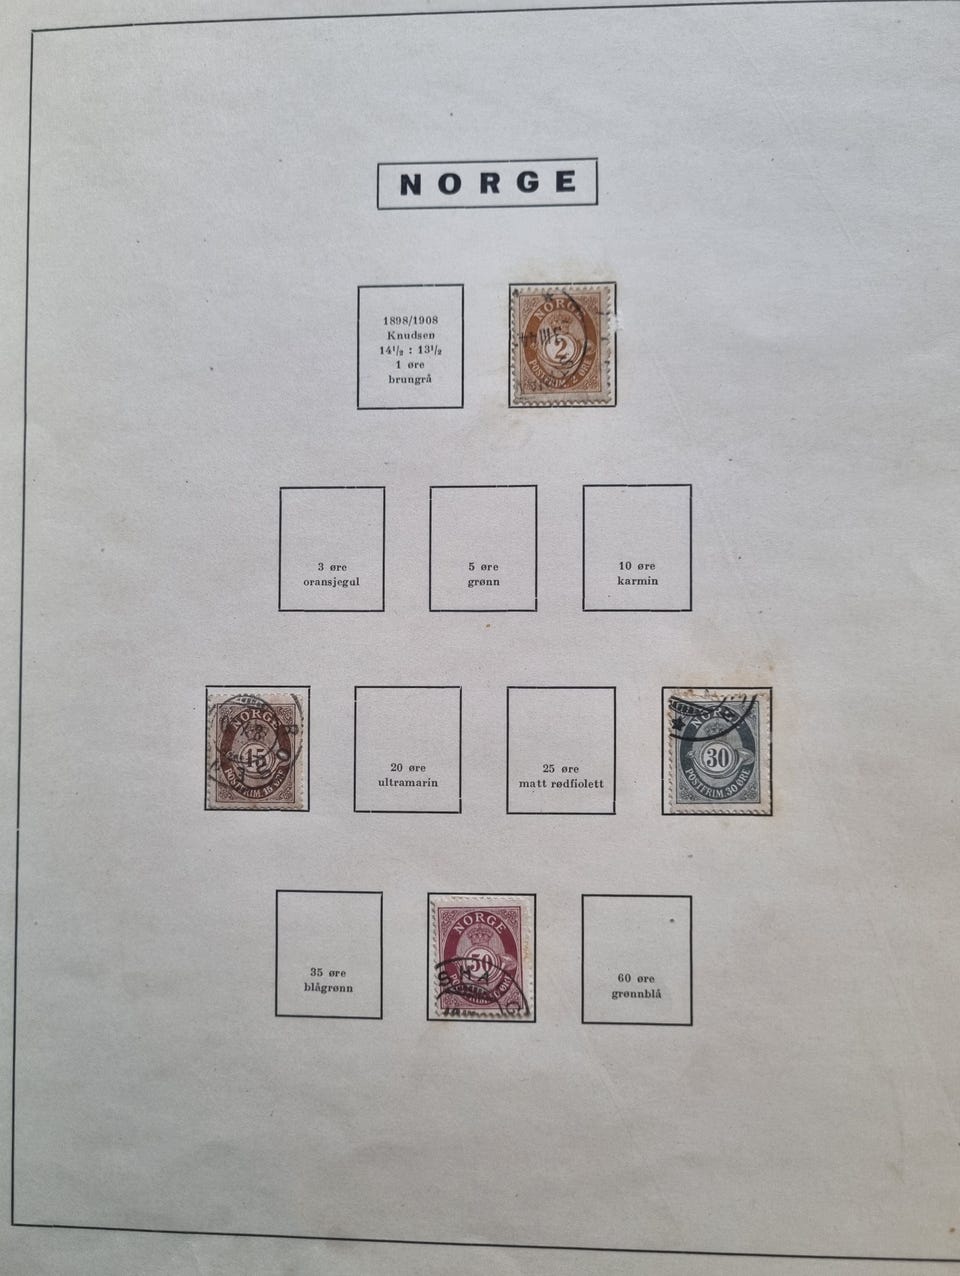 NORGE
1898/1908
Knudsen
14¹/₂ : 13¹/₂
1 øre
brungrå
NORGE
2
POSTFRIM. 2 ØRE
3 øre
oransjegul
5 øre
grønn
10 øre
karmin
NORGE
15
POSTFRIM. 15 ØRE
20 øre
ultramarin
25 øre
matt rødfiolett
NORGE
30
POSTFRIM. 30 ØRE
35 øre
blågrønn
NORGE
50
60 øre
grønnblå